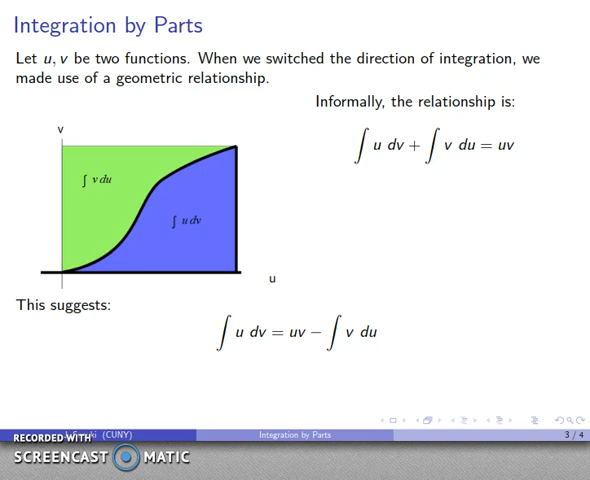 Integration by Parts
Let u, v be two functions. When we switched the direction of integration, we
made use of a geometric relationship.
Informally, the relationship is:
∫ u dv + ∫ v du = uv
v
∫ v du
∫ u dv
u
This suggests:
∫ u dv = uv − ∫ v du
RECORDED WITH
(CUNY)
Integration by Parts
3 / 4
SCREENCAST MATIC